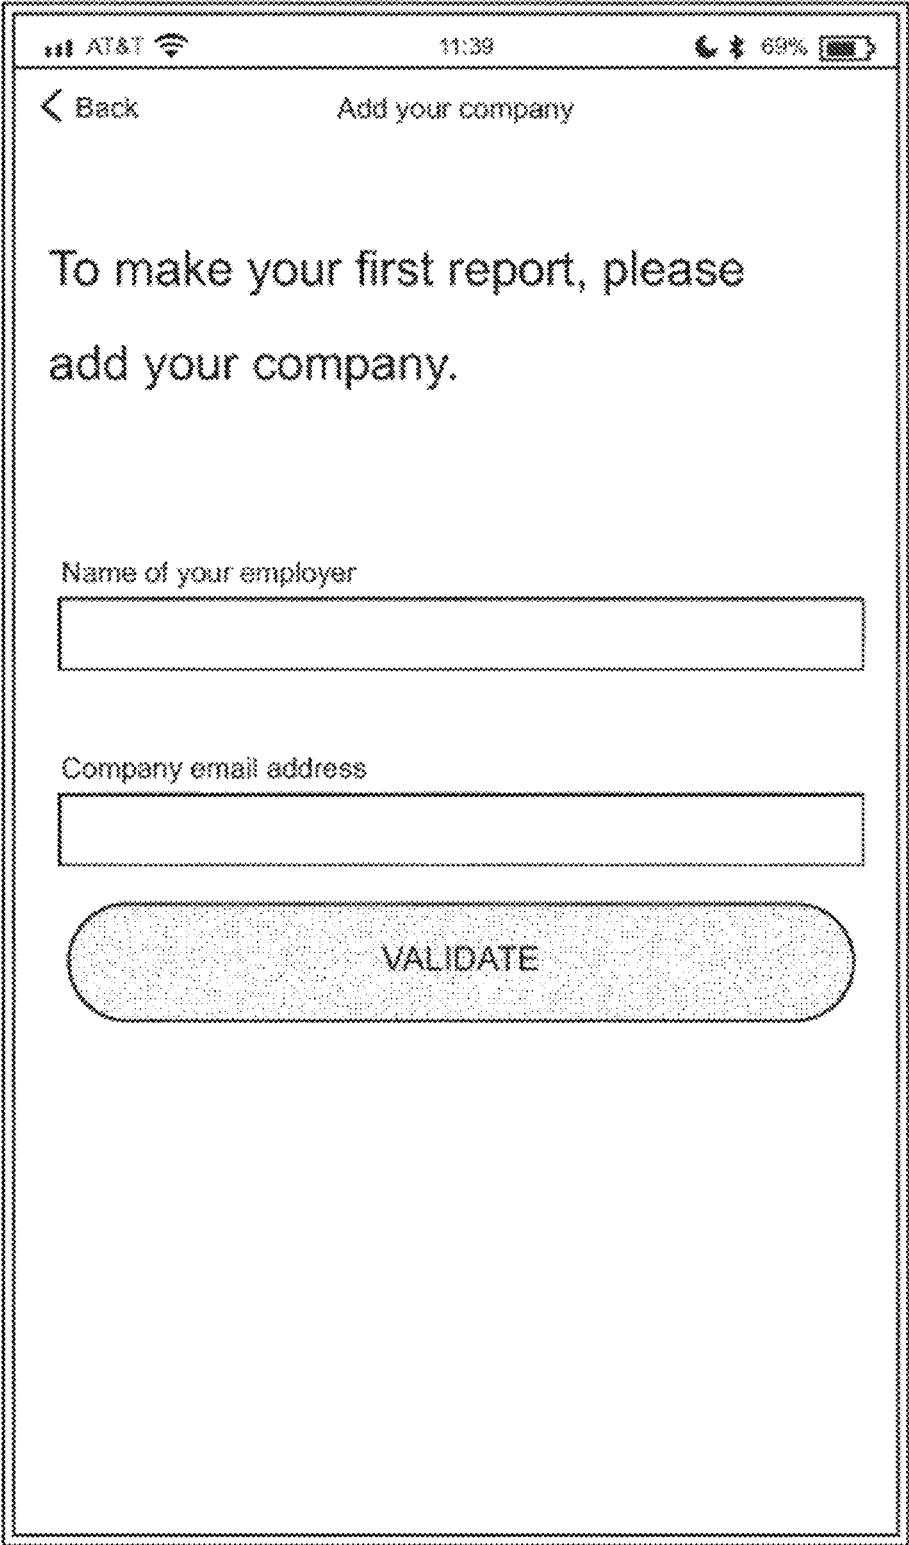 AT&T 11:39 69%
Back Add your company
To make your first report, please
add your company.
Name of your employer
Company email address
VALIDATE